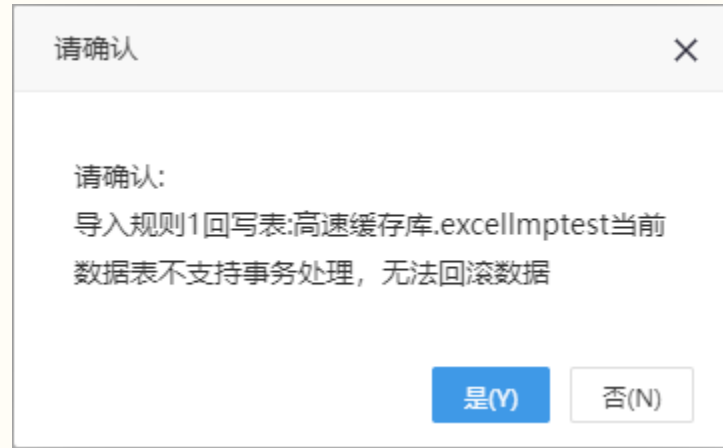 请确认
请确认:
导入规则1回写表:高速缓存库.excellmptest当前
数据表不支持事务处理，无法回滚数据
是(Y)
否(N)